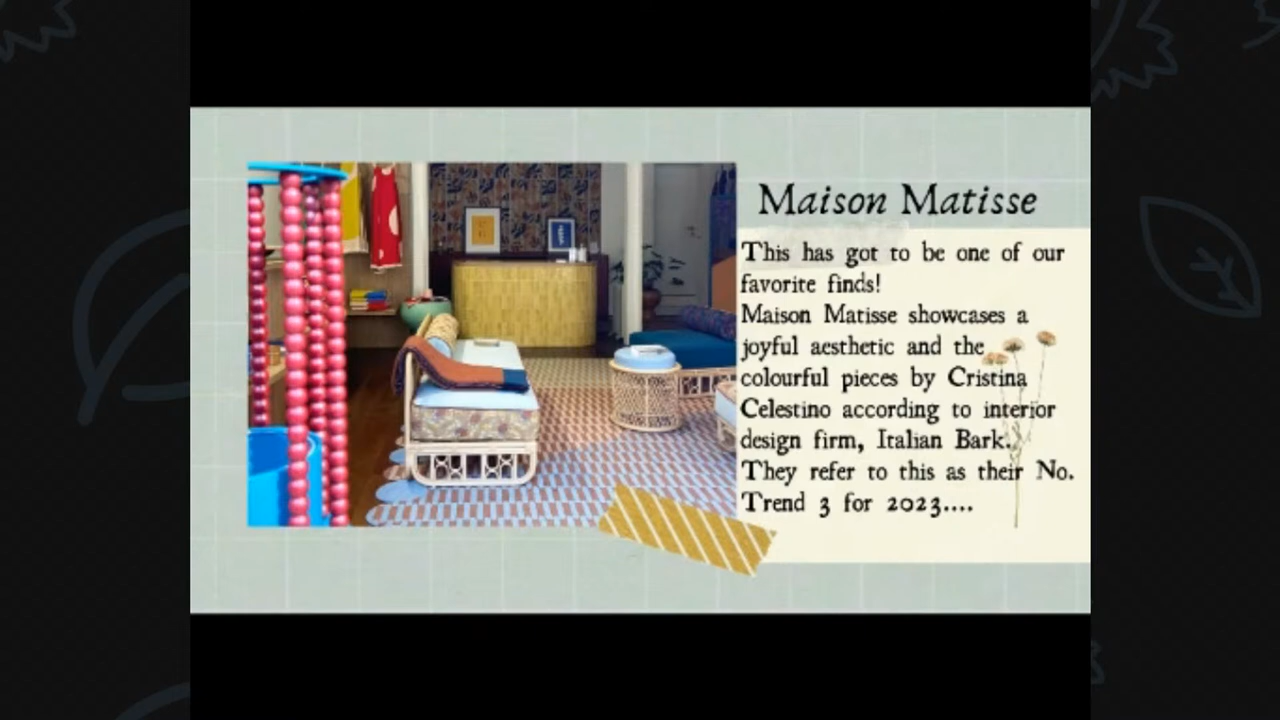 Maison Matisse
This has got to be one of our
favorite finds!
Maison Matisse showcases a
joyful aesthetic and the
colourful pieces by Cristina
Celestino according to interior
design firm, Italian Bark.
They refer to this as their No.
Trend 3 for 2023....